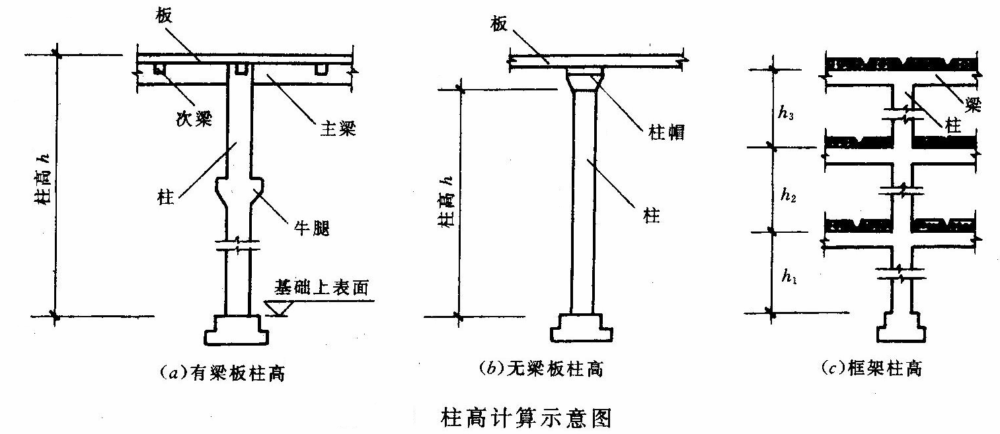 板
次梁
主梁
柱高 h
柱
牛腿
基础上表面
(a)有梁板柱高
板
柱帽
柱高 h
柱
(b)无梁板柱高
梁
柱
h3
h2
h1
(c)框架柱高
柱高计算示意图